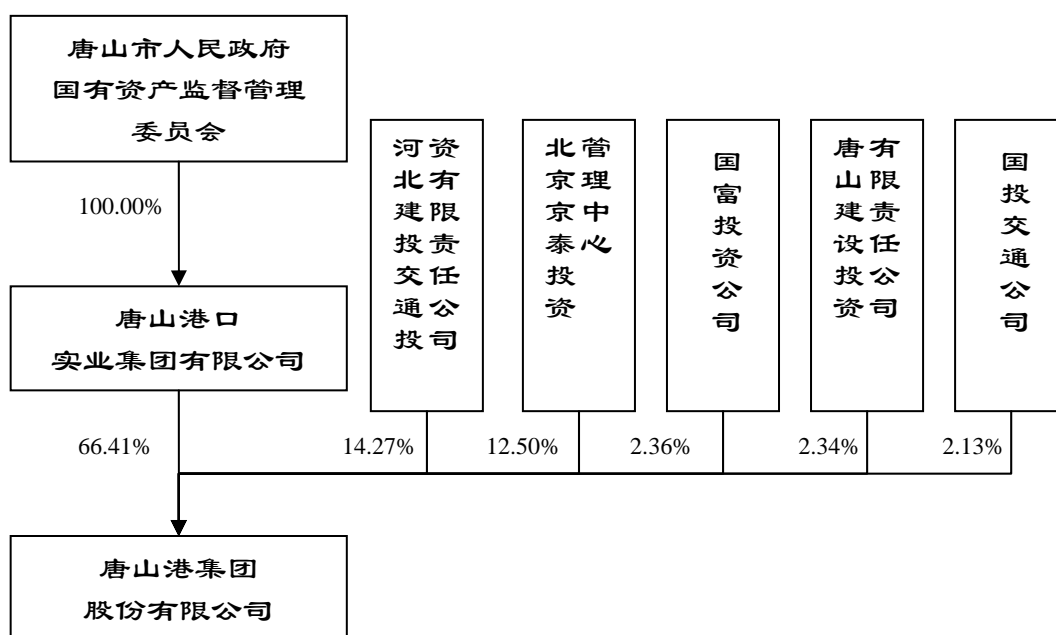 唐山市人民政府
国有资产监督管理
委员会
河北建投交通投
资有限责任公司
北京京泰投资
管理中心
国富投资公司
唐山建设投资
有限责任公司
国投交通公司
100.00%
唐山港口
实业集团有限公司
66.41%
14.27%
12.50%
2.36%
2.34%
2.13%
唐山港集团
股份有限公司